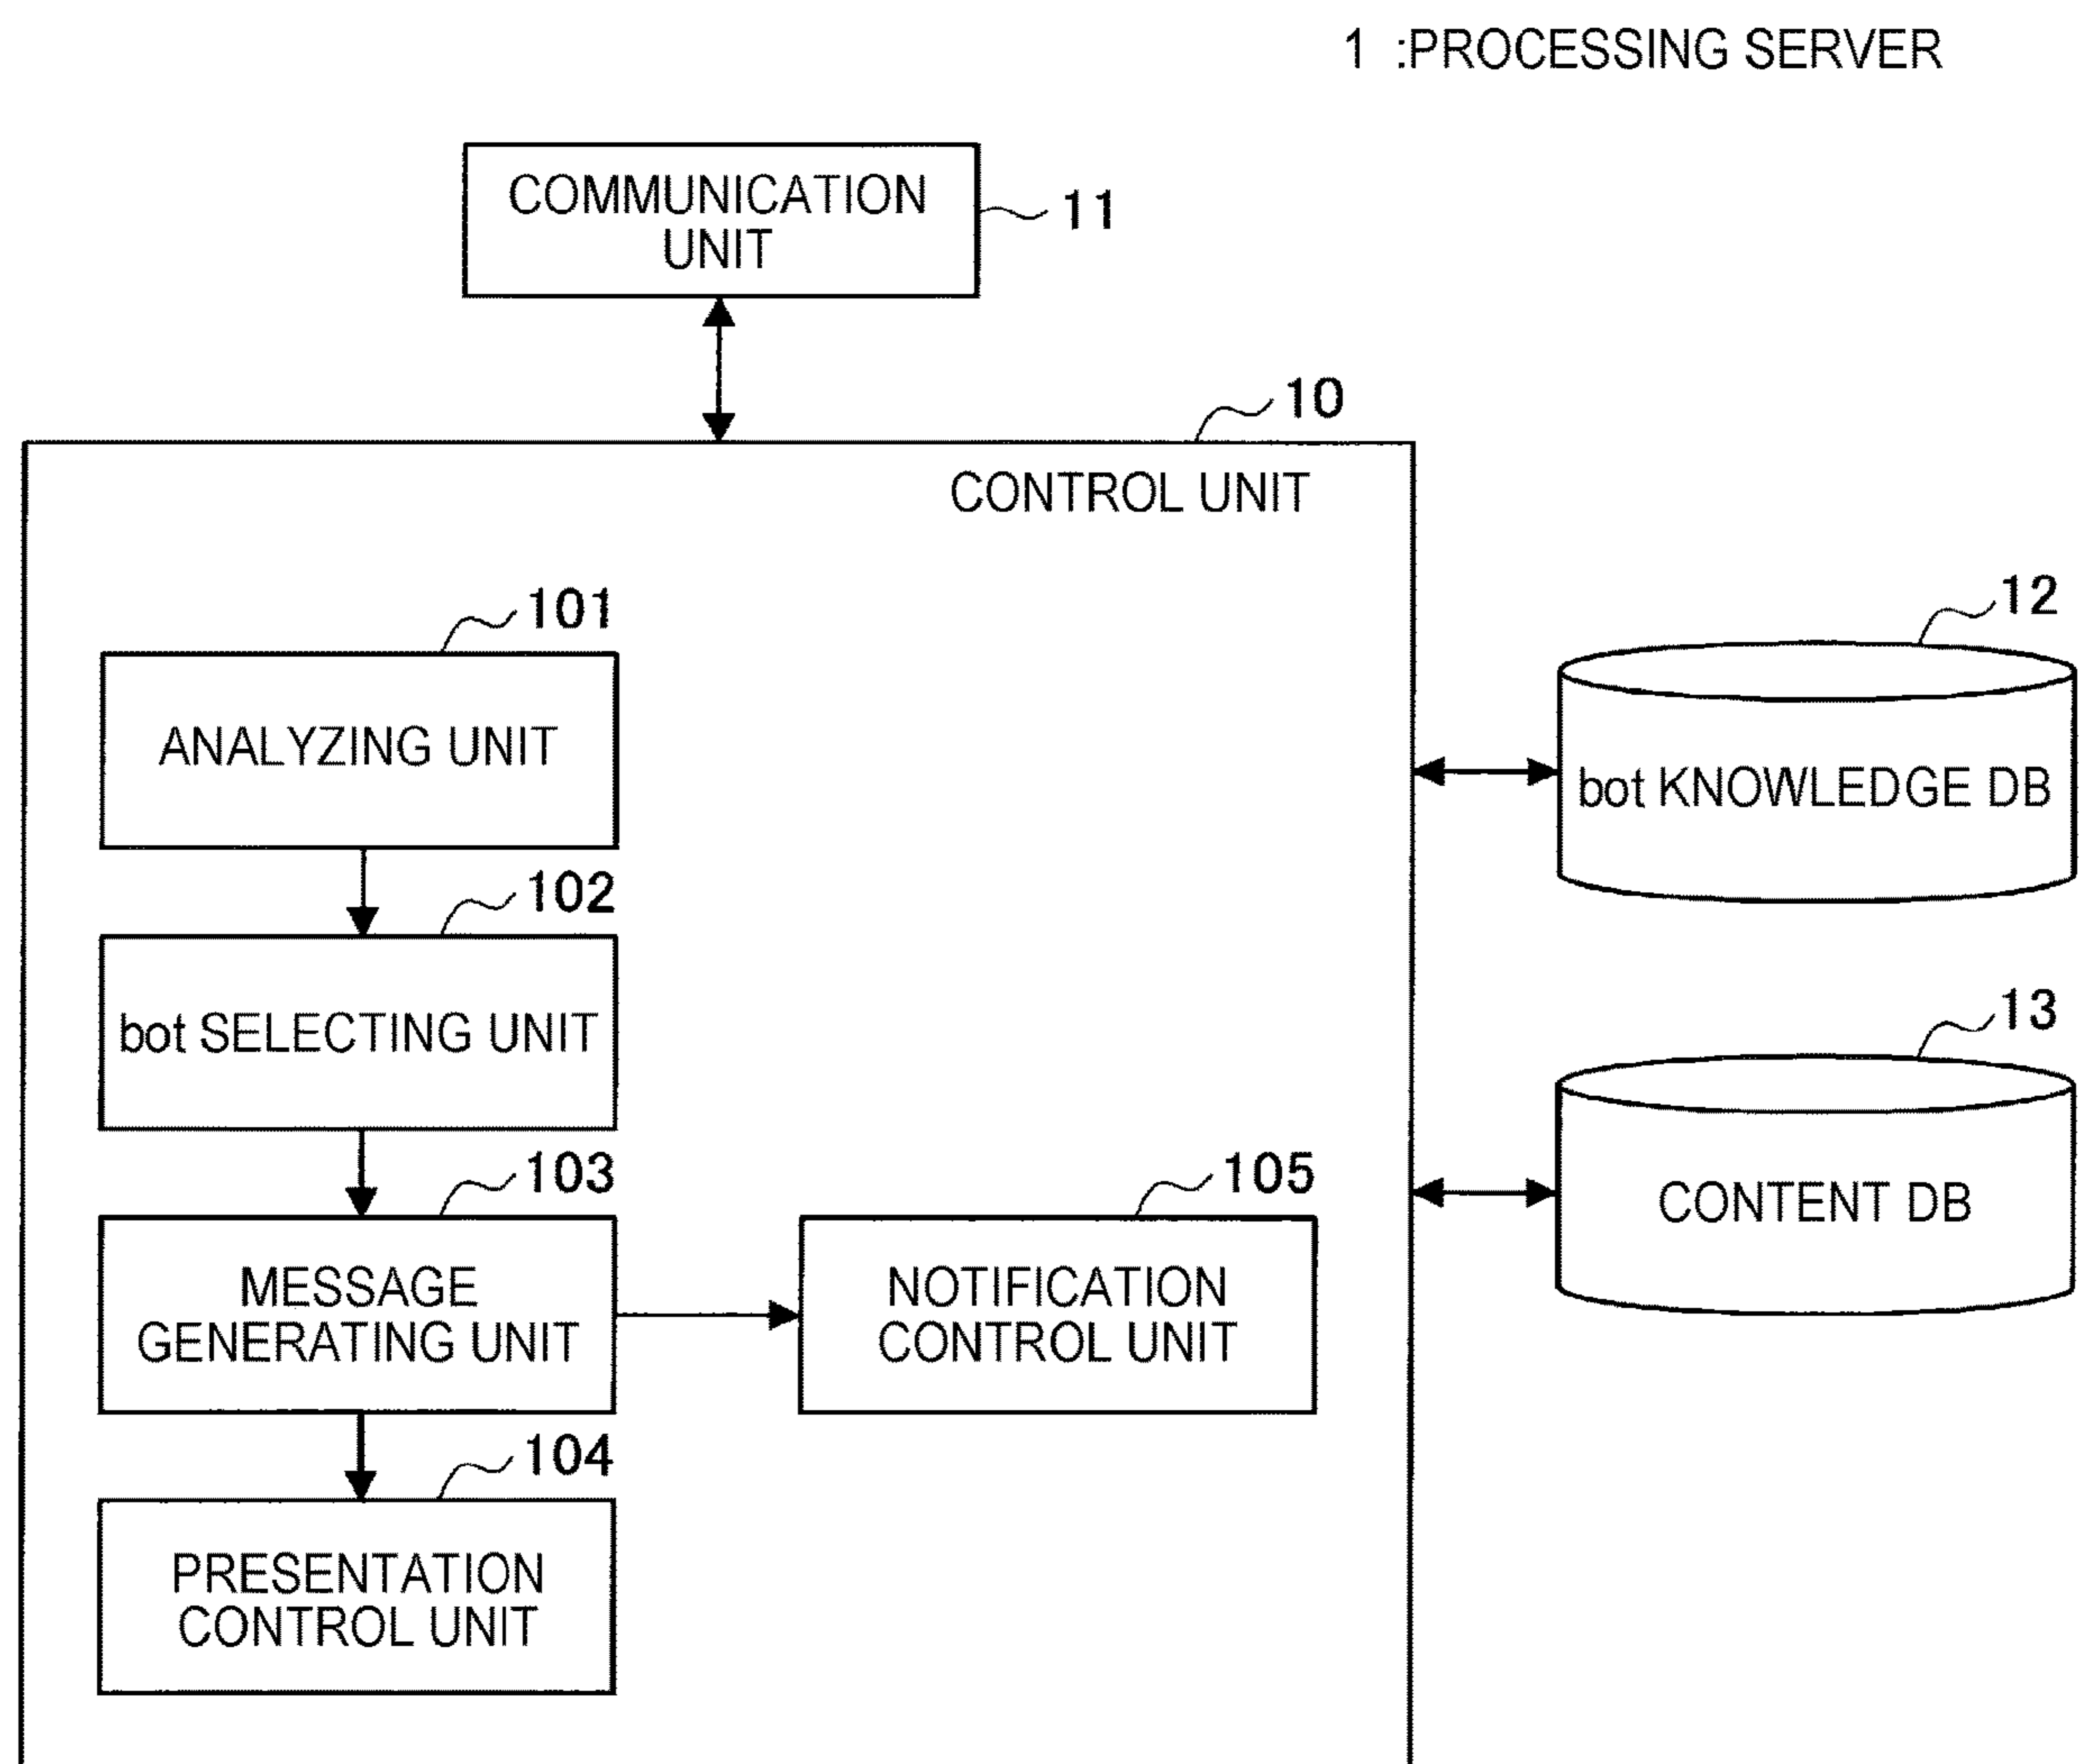 1 :PROCESSING SERVER
COMMUNICATION
UNIT
11
10
CONTROL UNIT
101
ANALYZING UNIT
12
bot KNOWLEDGE DB
102
bot SELECTING UNIT
13
CONTENT DB
103
MESSAGE
GENERATING UNIT
105
NOTIFICATION
CONTROL UNIT
104
PRESENTATION
CONTROL UNIT